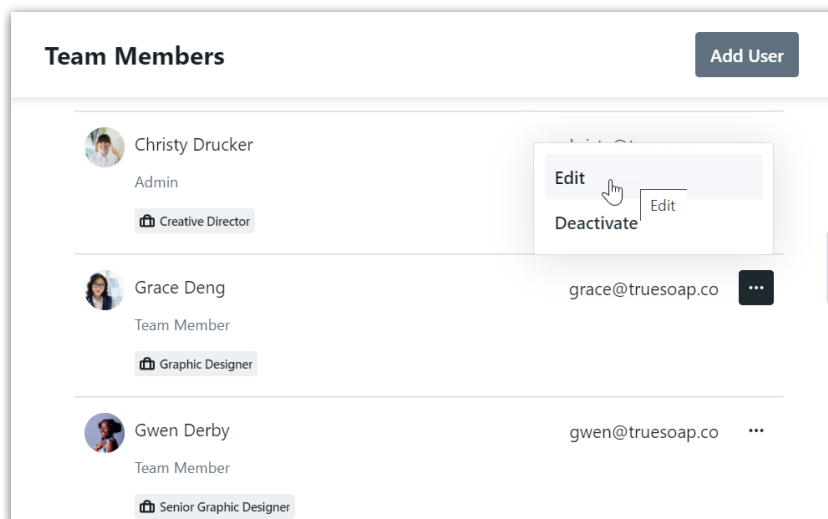 Team Members
Add User
Christy Drucker
Admin
Creative Director
Edit
Edit
Deactivate
Grace Deng
grace@truesoap.co
Team Member
Graphic Designer
Gwen Derby
gwen@truesoap.co
Team Member
Senior Graphic Designer